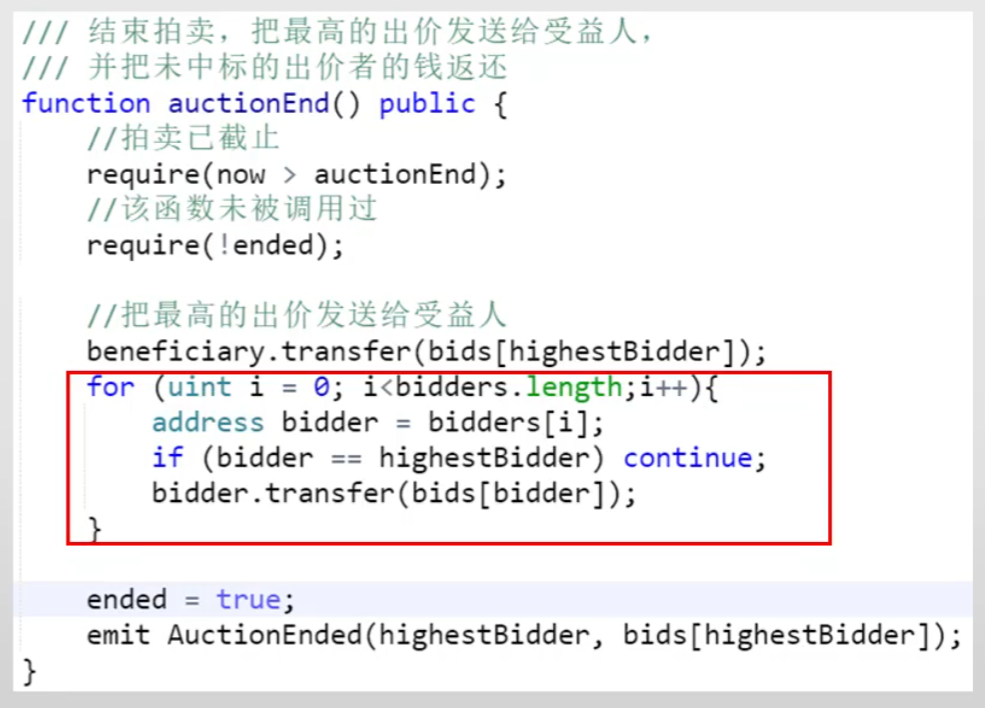 /// 结束拍卖，把最高的出价发送给受益人，
/// 并把未中标的出价者的钱返还
function auctionEnd() public {
//拍卖已截止
require(now > auctionEnd);
//该函数未被调用过
require(!ended);
//把最高的出价发送给受益人
beneficiary.transfer(bids[highestBidder]);
for (uint i = 0; i<bidders.length;i++){
address bidder = bidders[i];
if (bidder == highestBidder) continue;
bidder.transfer(bids[bidder]);
}
ended = true;
emit AuctionEnded(highestBidder, bids[highestBidder]);
}